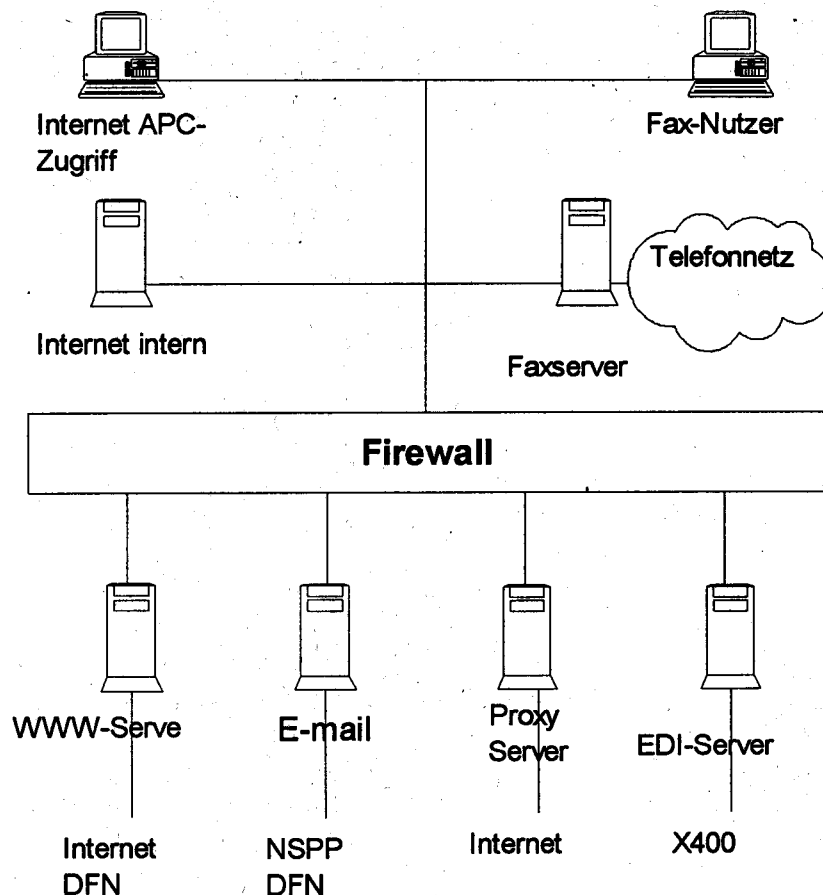 Internet APC-
Zugriff
Fax-Nutzer
Telefonnetz
Internet intern
Faxserver
Firewall
WWW-Serve
E-mail
Proxy
Server
EDI-Server
Internet
DFN
NSPP
DFN
Internet
X400